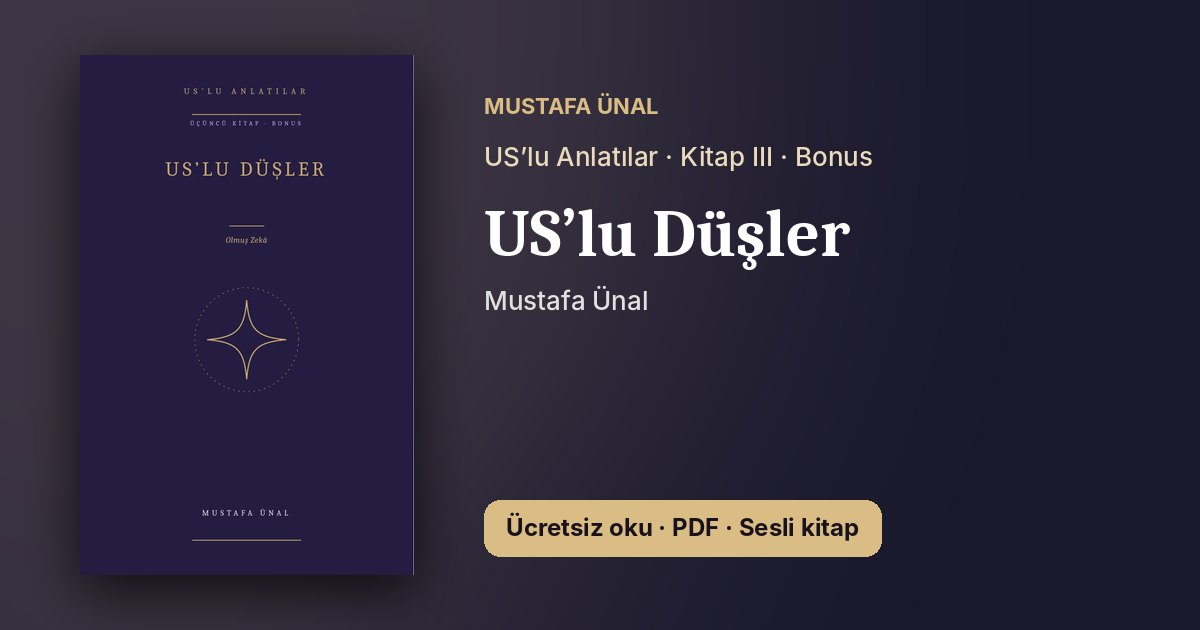 US’LU ANLATILAR
ÜÇÜNCÜ KİTAP · BONUS
US’LU DÜŞLER
Olmuş Zekâ
MUSTAFA ÜNAL
MUSTAFA ÜNAL
US’lu Anlatılar · Kitap III · Bonus
US’lu Düşler
Mustafa Ünal
Ücretsiz oku · PDF · Sesli kitap